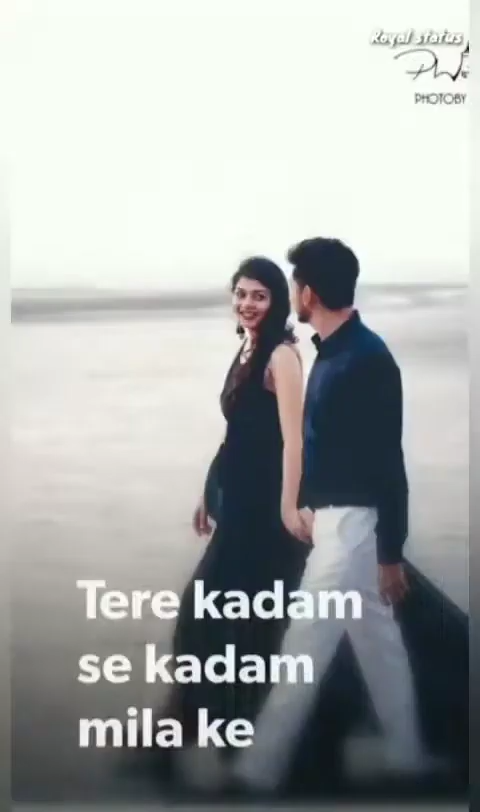 Royal status
PHOTOBY
Tere kadam
se kadam
mila ke